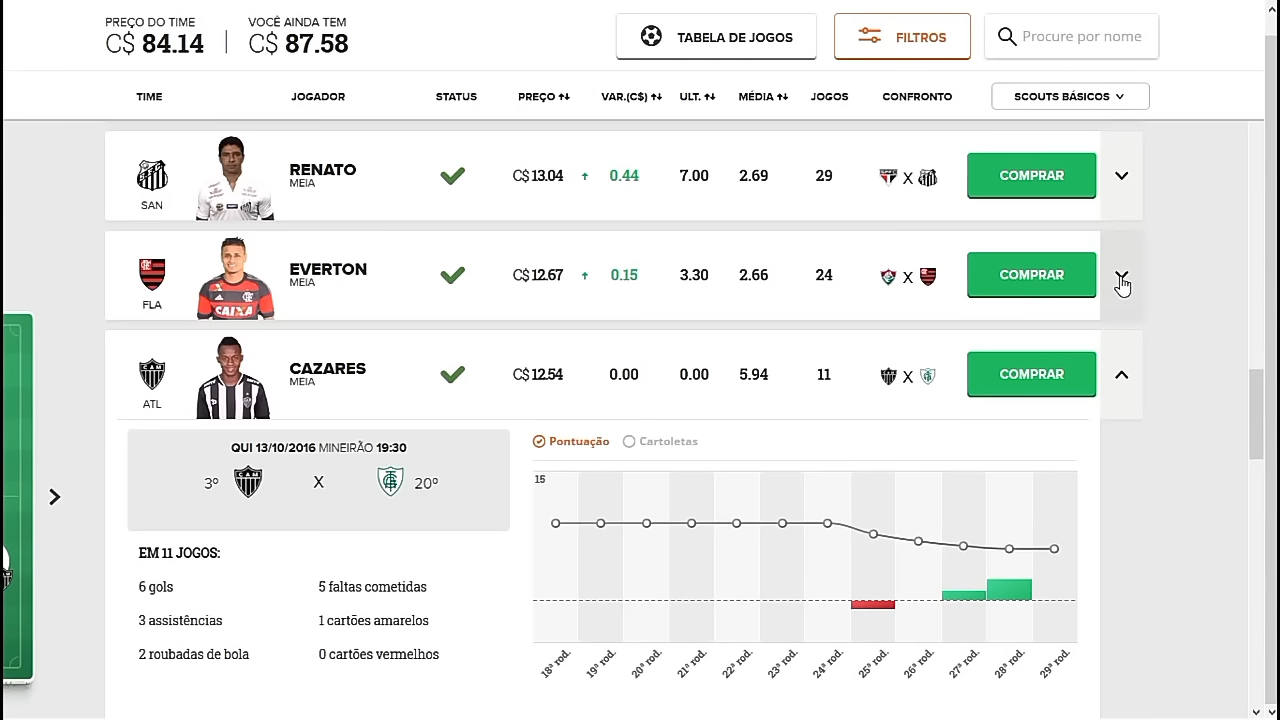 PREÇO DO TIME
C$ 84.14
VOCÊ AINDA TEM
C$ 87.58
TABELA DE JOGOS
FILTROS
Procure por nome
TIME JOGADOR STATUS PREÇO VAR.(C$) ULT. MÉDIA JOGOS CONFRONTO SCOUTS BÁSICOS
SAN
RENATO
MEIA
C$ 13.04 0.44 7.00 2.69 29 X COMPRAR
FLA
CAIXA
EVERTON
MEIA
C$ 12.67 0.15 3.30 2.66 24 X COMPRAR
ATL
CAZARES
MEIA
C$ 12.54 0.00 0.00 5.94 11 X COMPRAR
QUI 13/10/2016 MINEIRÃO 19:30
3º CAM X 20º
EM 11 JOGOS:
6 gols
5 faltas cometidas
3 assistências
1 cartões amarelos
2 roubadas de bola
0 cartões vermelhos
Pontuação Cartoletas
15
18ª rod. 19ª rod. 20ª rod. 21ª rod. 22ª rod. 23ª rod. 24ª rod. 25ª rod. 26ª rod. 27ª rod. 28ª rod. 29ª rod.